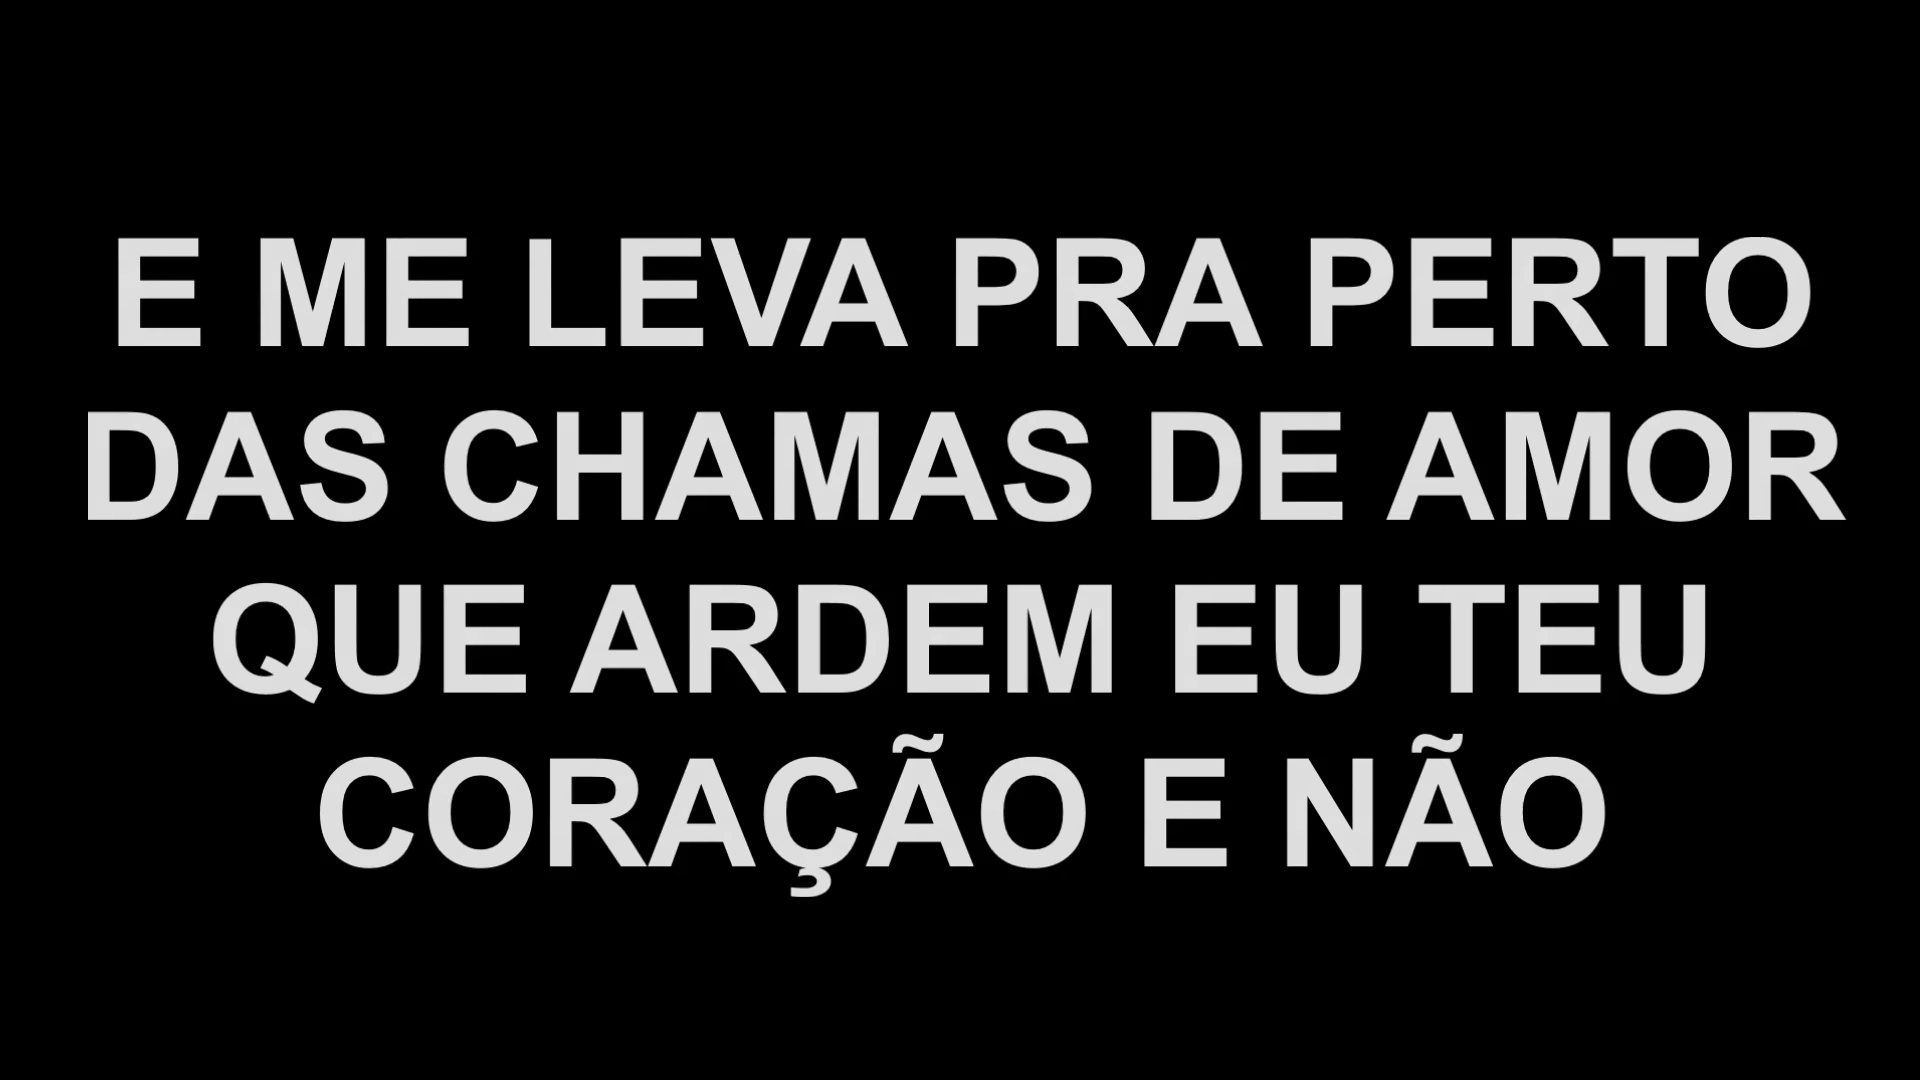 E ME LEVA PRA PERTO
DAS CHAMAS DE AMOR
QUE ARDEM EU TEU
CORAÇÃO E NÃO